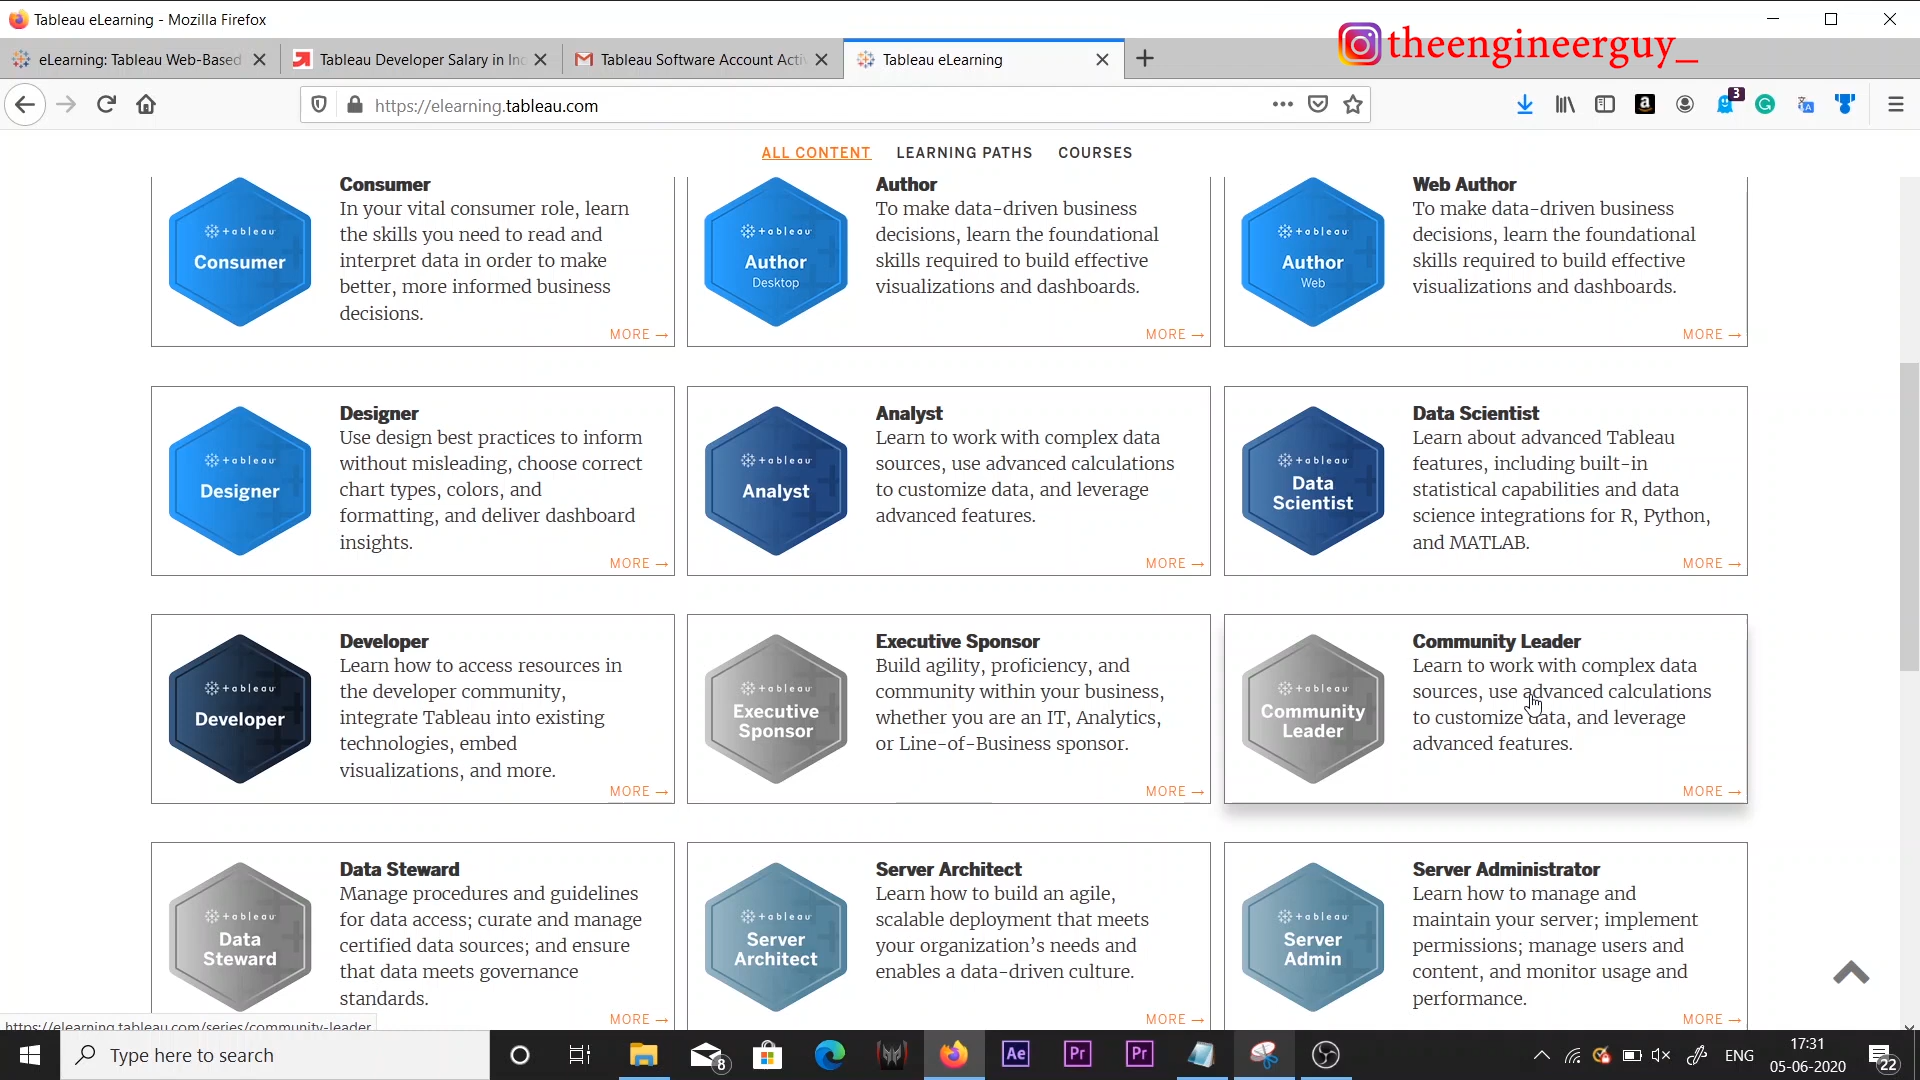 Tableau eLearning - Mozilla Firefox
theengineerguy_
eLearning: Tableau Web-Based
Tableau Developer Salary in Inc
Tableau Software Account Activ
Tableau eLearning
https://elearning.tableau.com
3
ALL CONTENT
LEARNING PATHS
COURSES
+ a b l e a u
Consumer
Consumer
In your vital consumer role, learn
the skills you need to read and
interpret data in order to make
better, more informed business
decisions.
MORE →
+ a b l e a u
Author
Desktop
Author
To make data-driven business
decisions, learn the foundational
skills required to build effective
visualizations and dashboards.
MORE →
+ a b l e a u
Author
Web
Web Author
To make data-driven business
decisions, learn the foundational
skills required to build effective
visualizations and dashboards.
MORE →
+ a b l e a u
Designer
Designer
Use design best practices to inform
without misleading, choose correct
chart types, colors, and
formatting, and deliver dashboard
insights.
MORE →
+ a b l e a u
Analyst
Analyst
Learn to work with complex data
sources, use advanced calculations
to customize data, and leverage
advanced features.
MORE →
+ a b l e a u
Data
Scientist
Data Scientist
Learn about advanced Tableau
features, including built-in
statistical capabilities and data
science integrations for R, Python,
and MATLAB.
MORE →
+ a b l e a u
Developer
Developer
Learn how to access resources in
the developer community,
integrate Tableau into existing
technologies, embed
visualizations, and more.
MORE →
+ a b l e a u
Executive
Sponsor
Executive Sponsor
Build agility, proficiency, and
community within your business,
whether you are an IT, Analytics,
or Line-of-Business sponsor.
MORE →
+ a b l e a u
Community
Leader
Community Leader
Learn to work with complex data
sources, use advanced calculations
to customize data, and leverage
advanced features.
MORE →
+ a b l e a u
Data
Steward
Data Steward
Manage procedures and guidelines
for data access; curate and manage
certified data sources; and ensure
that data meets governance
standards.
MORE →
+ a b l e a u
Server
Architect
Server Architect
Learn how to build an agile,
scalable deployment that meets
your organization's needs and
enables a data-driven culture.
MORE →
+ a b l e a u
Server
Admin
Server Administrator
Learn how to manage and
maintain your server; implement
permissions; manage users and
content, and monitor usage and
performance.
MORE →
https://elearning.tableau.com/series/community-leader
Type here to search
8
Ae
Pr
Pr
ENG
17:31
05-06-2020
22